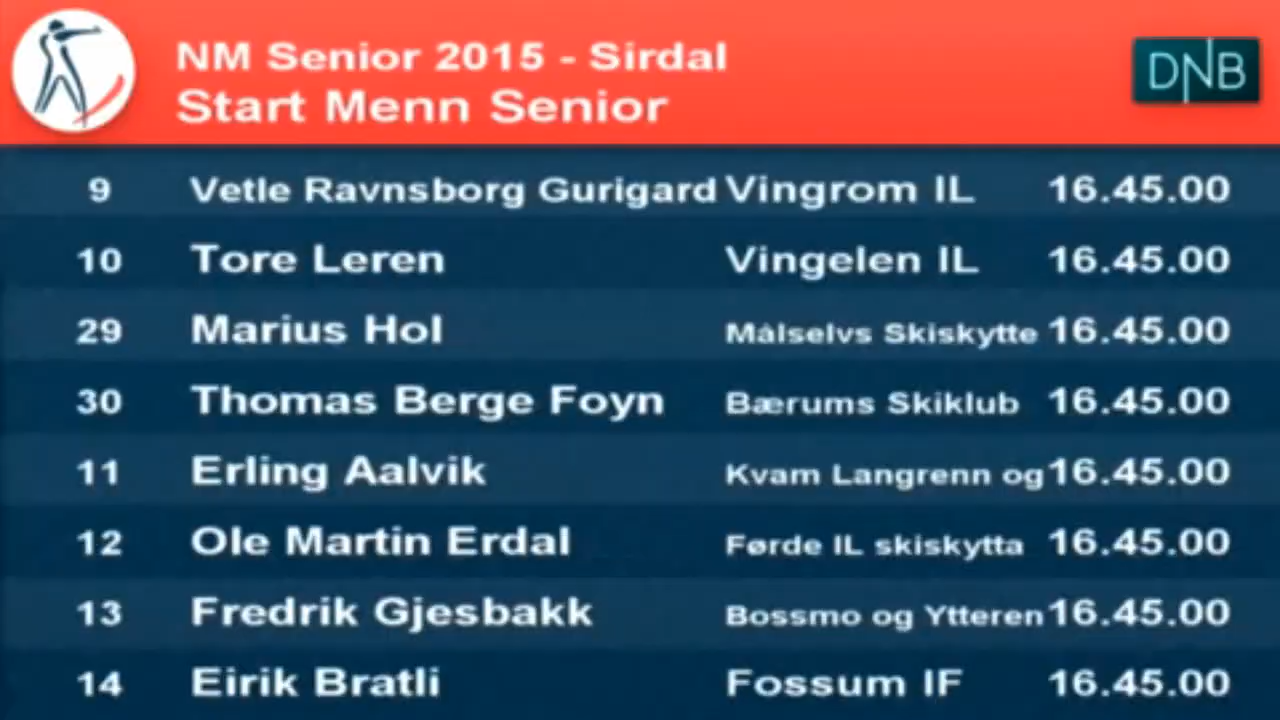 NM Senior 2015 - Sirdal
Start Menn Senior
DNB
9 Vetle Ravnsborg Gurigard Vingrom IL 16.45.00
10 Tore Leren Vingelen IL 16.45.00
29 Marius Hol Målselvs Skiskytte 16.45.00
30 Thomas Berge Foyn Bærums Skiklub 16.45.00
11 Erling Aalvik Kvam Langrenn og 16.45.00
12 Ole Martin Erdal Førde IL skiskytta 16.45.00
13 Fredrik Gjesbakk Bossmo og Ytteren 16.45.00
14 Eirik Bratli Fossum IF 16.45.00